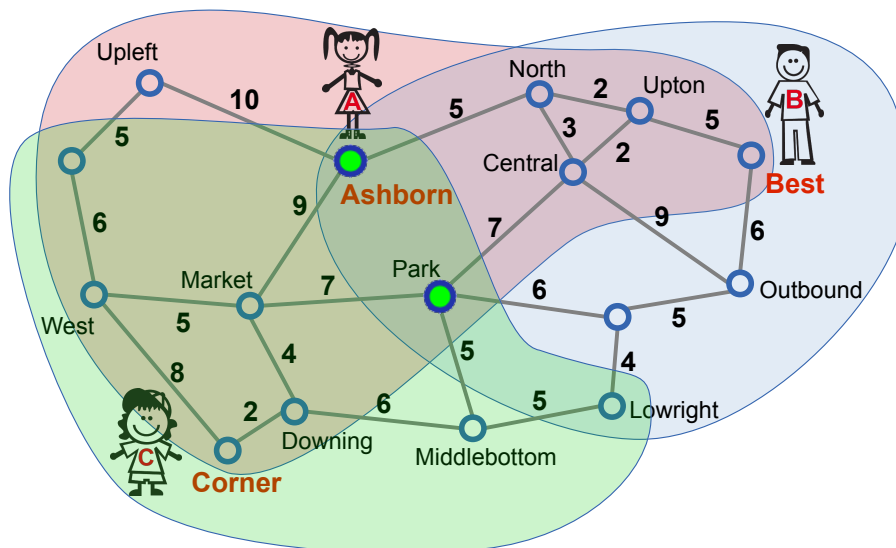 Upleft
10
5
A
5
North
2
Upton
B
3
Central
2
5
Best
Ashborn
9
7
9
6
6
Market
Park
7
6
Outbound
West
5
5
8
4
5
4
2
6
5
Lowright
Downing
Middlebottom
C
Corner